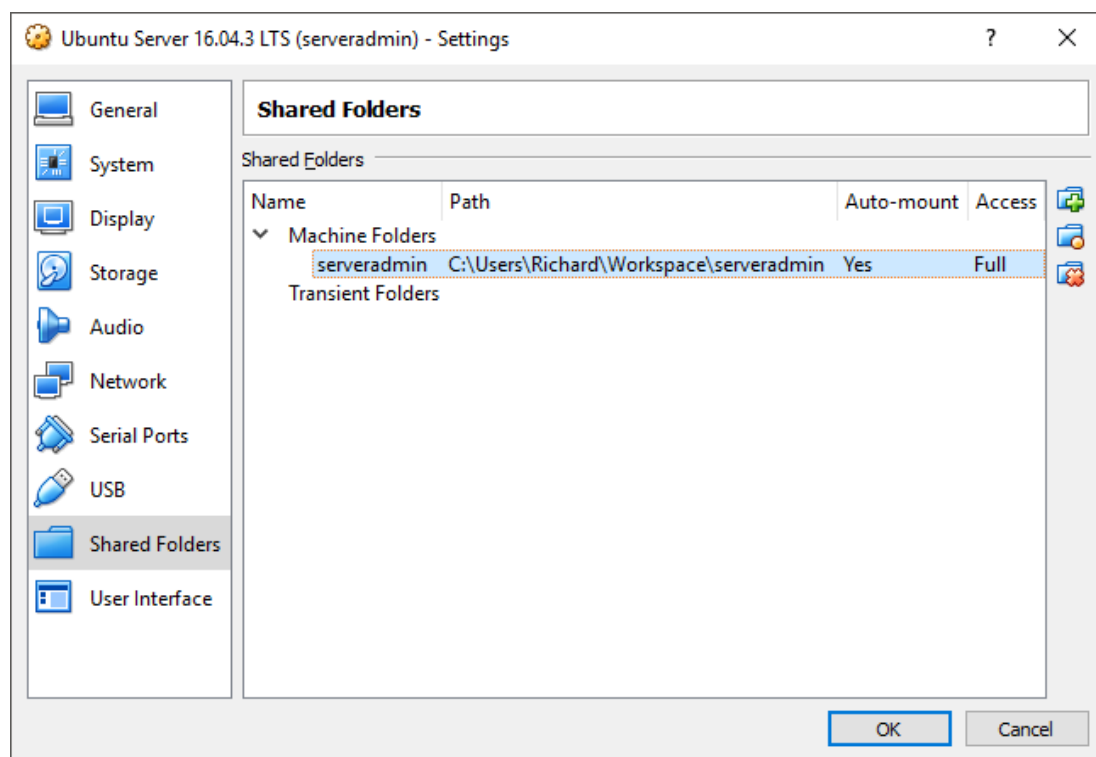 Ubuntu Server 16.04.3 LTS (serveradmin) - Settings
?
General
System
Display
Storage
Audio
Network
Serial Ports
USB
Shared Folders
User Interface
Shared Folders
Shared Folders
Name Path Auto-mount Access
Machine Folders
serveradmin C:\Users\Richard\Workspace\serveradmin Yes Full
Transient Folders
OK Cancel